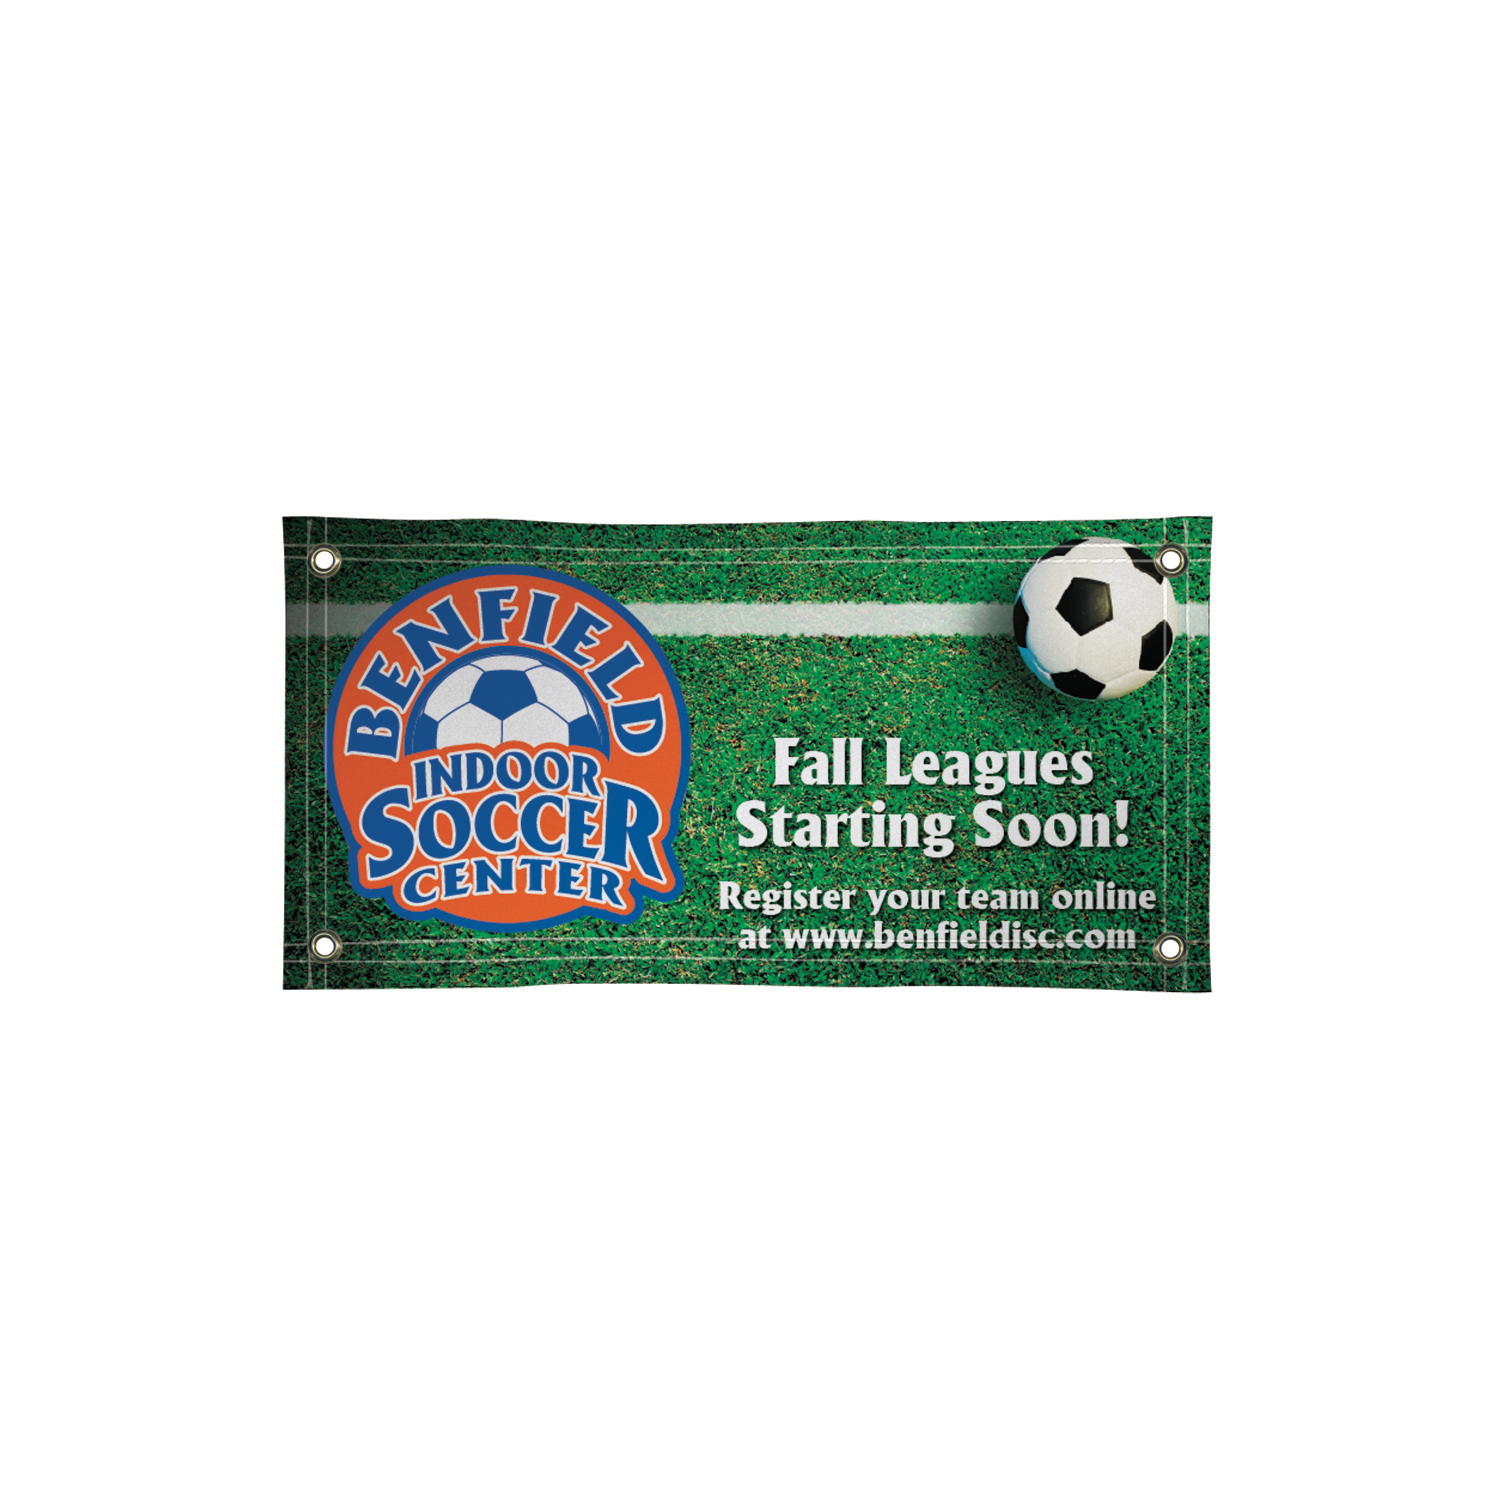 BENFIELD
INDOOR
SOCCER
CENTER
Fall Leagues
Starting Soon!
Register your team online
at www.benfieldisc.com